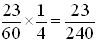 23/60 × 1/4 = 23/240